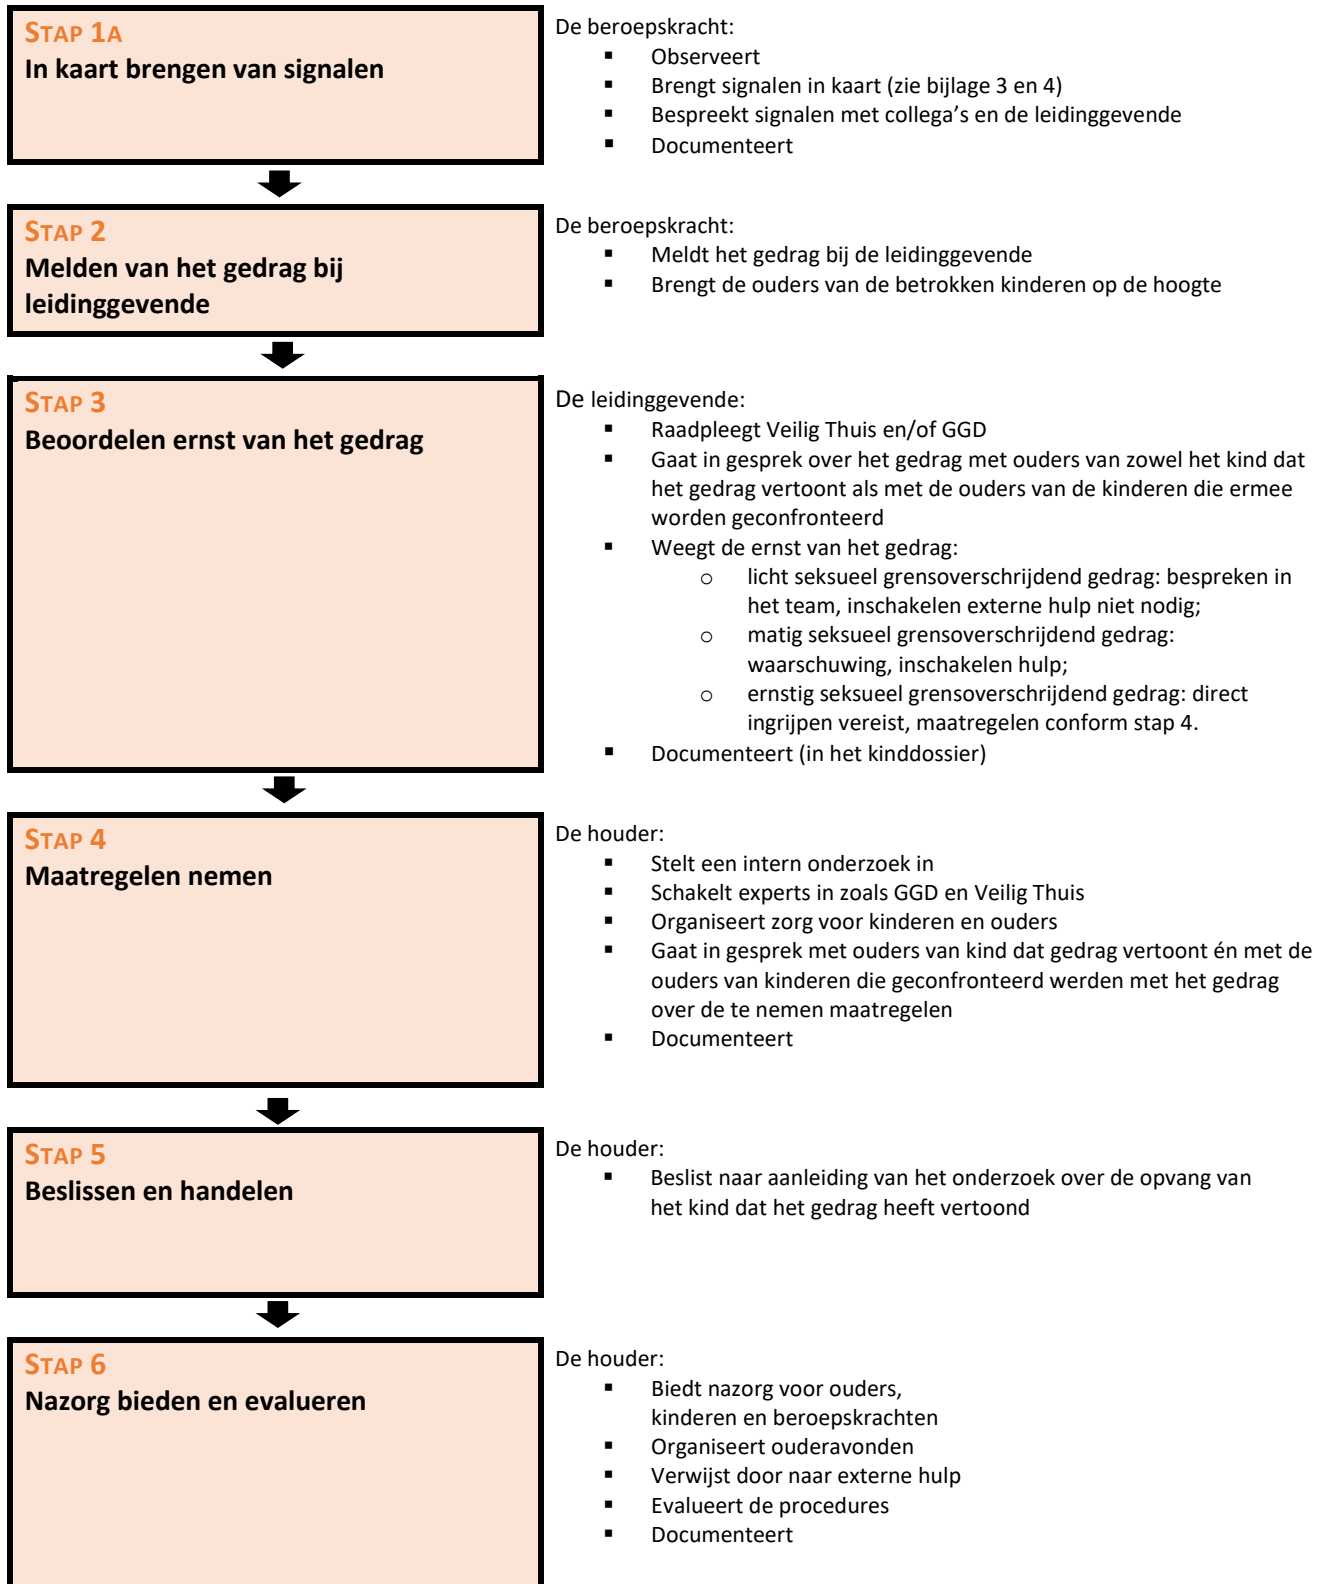 STAP 1A
In kaart brengen van signalen
De beroepskracht:
▪ Observeert
▪ Brengt signalen in kaart (zie bijlage 3 en 4)
▪ Bespreekt signalen met collega’s en de leidinggevende
▪ Documenteert
STAP 2
Melden van het gedrag bij
leidinggevende
De beroepskracht:
▪ Meldt het gedrag bij de leidinggevende
▪ Brengt de ouders van de betrokken kinderen op de hoogte
STAP 3
Beoordelen ernst van het gedrag
De leidinggevende:
▪ Raadpleegt Veilig Thuis en/of GGD
▪ Gaat in gesprek over het gedrag met ouders van zowel het kind dat
het gedrag vertoont als met de ouders van de kinderen die ermee
worden geconfronteerd
▪ Weegt de ernst van het gedrag:
o licht seksueel grensoverschrijdend gedrag: bespreken in
het team, inschakelen externe hulp niet nodig;
o matig seksueel grensoverschrijdend gedrag:
waarschuwing, inschakelen hulp;
o ernstig seksueel grensoverschrijdend gedrag: direct
ingrijpen vereist, maatregelen conform stap 4.
▪ Documenteert (in het kinddossier)
STAP 4
Maatregelen nemen
De houder:
▪ Stelt een intern onderzoek in
▪ Schakelt experts in zoals GGD en Veilig Thuis
▪ Organiseert zorg voor kinderen en ouders
▪ Gaat in gesprek met ouders van kind dat gedrag vertoont én met de
ouders van kinderen die geconfronteerd werden met het gedrag
over de te nemen maatregelen
▪ Documenteert
STAP 5
Beslissen en handelen
De houder:
▪ Beslist naar aanleiding van het onderzoek over de opvang van
het kind dat het gedrag heeft vertoond
STAP 6
Nazorg bieden en evalueren
De houder:
▪ Biedt nazorg voor ouders,
kinderen en beroepskrachten
▪ Organiseert ouderavonden
▪ Verwijst door naar externe hulp
▪ Evalueert de procedures
▪ Documenteert